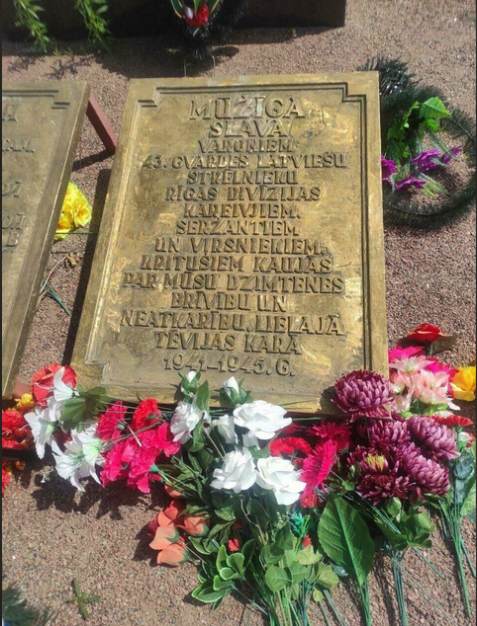 MŪŽĪGA
SLAVA
VAROŅIEM
43. GVARDES LATVIEŠU
STRĒLNIEKU
RĪGAS DIVĪZIJAS
KAREIVJIEM,
SERŽANTIEM
UN VIRSNIEKIEM,
KRITUŠIEM KAUJĀS
PAR MŪSU DZIMTENES
BRĪVĪBU UN
NEATKARĪBU LIELAJĀ
TĒVIJAS KARĀ
1941-1945.G.